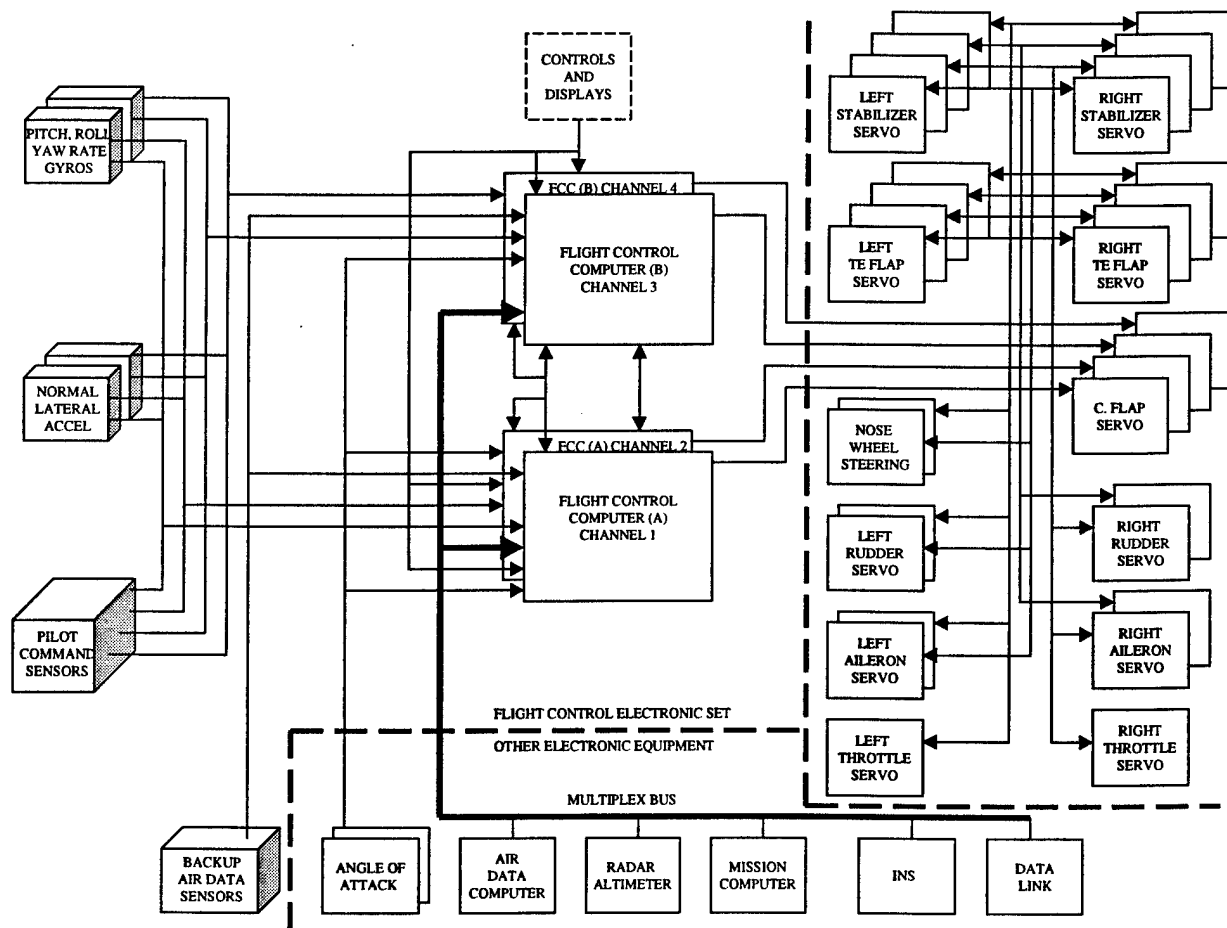 CONTROLS
AND
DISPLAYS
PITCH, ROLL
YAW RATE
GYROS
LEFT
STABILIZER
SERVO
RIGHT
STABILIZER
SERVO
FCC (B) CHANNEL 4
FLIGHT CONTROL
COMPUTER (B)
CHANNEL 3
LEFT
TE FLAP
SERVO
RIGHT
TE FLAP
SERVO
NORMAL
LATERAL
ACCEL
C. FLAP
SERVO
NOSE
WHEEL
STEERING
FCC (A) CHANNEL 2
FLIGHT CONTROL
COMPUTER (A)
CHANNEL 1
LEFT
RUDDER
SERVO
RIGHT
RUDDER
SERVO
PILOT
COMMAND
SENSORS
LEFT
AILERON
SERVO
RIGHT
AILERON
SERVO
FLIGHT CONTROL ELECTRONIC SET
OTHER ELECTRONIC EQUIPMENT
LEFT
THROTTLE
SERVO
RIGHT
THROTTLE
SERVO
MULTIPLEX BUS
BACKUP
AIR DATA
SENSORS
ANGLE OF
ATTACK
AIR
DATA
COMPUTER
RADAR
ALTIMETER
MISSION
COMPUTER
INS
DATA
LINK